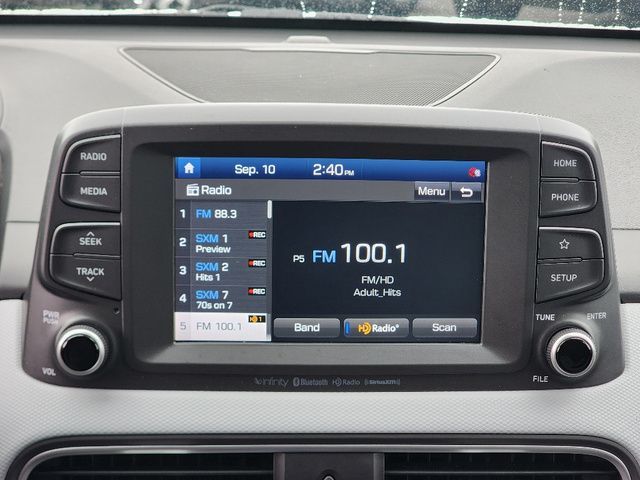 Sep. 10 2:40PM
RADIO
MEDIA
SEEK
TRACK
PWR
PUSH
VOL
Radio
Menu
1 FM 88.3
2 SXM 1 REC
Preview
3 SXM 2 REC
Hits 1
4 SXM 7 REC
70s on 7
5 FM 100.1 HD1
P5 FM 100.1
FM/HD
Adult_Hits
Band
HD Radio
Scan
HOME
PHONE
SETUP
TUNE
ENTER
FILE
infinity Bluetooth HD Radio ((SiriusXM))